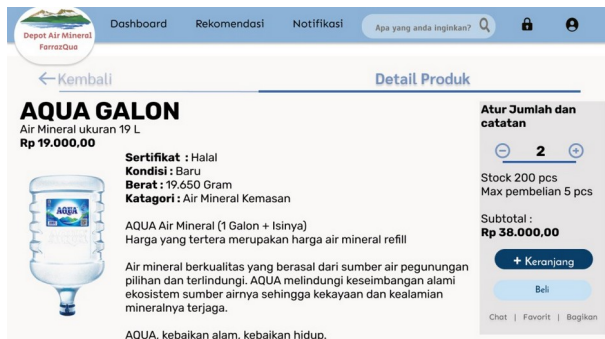 Dashboard Rekomendasi Notifikasi Apa yang anda inginkan?
Depot Air Mineral
FarrazQua
Kembali Detail Produk
AQUA GALON
Air Mineral ukuran 19 L
Rp 19.000,00
Sertifikat : Halal
Kondisi : Baru
Berat : 19.650 Gram
Katagori : Air Mineral Kemasan
AQUA Air Mineral (1 Galon + Isinya)
Harga yang tertera merupakan harga air mineral refill
Air mineral berkualitas yang berasal dari sumber air pegunungan
pilihan dan terlindungi. AQUA melindungi keseimbangan alami
ekosistem sumber airnya sehingga kekayaan dan kealamian
mineralnya terjaga.
AQUA, kebaikan alam, kebaikan hidup.
AQUA
Atur Jumlah dan
catatan
2
Stock 200 pcs
Max pembelian 5 pcs
Subtotal :
Rp 38.000,00
+ Keranjang
Beli
Chat | Favorit | Bagikan